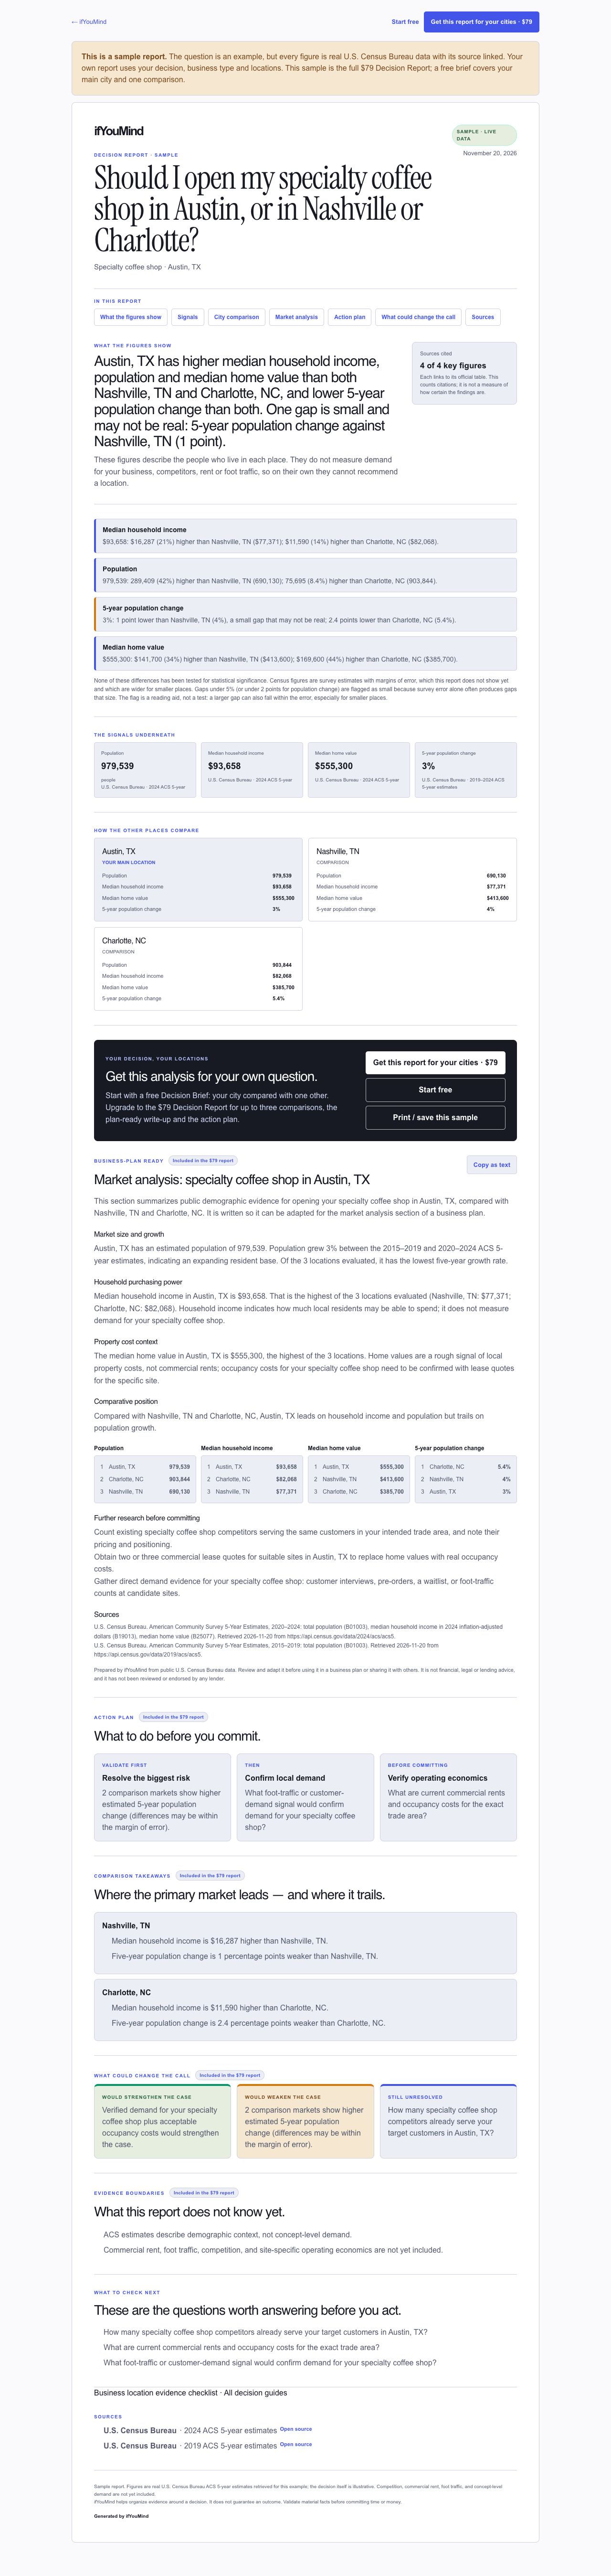 ← ifYouMind
Start free
Get this report for your cities · $79
This is a sample report. The question is an example, but every figure is real U.S. Census Bureau data with its source linked. Your
own report uses your decision, business type and locations. This sample is the full $79 Decision Report; a free brief covers your
main city and one comparison.
ifYouMind
SAMPLE · LIVE
DATA
DECISION REPORT · SAMPLE
November 20, 2026
Should I open my specialty coffee
shop in Austin, or in Nashville or
Charlotte?
Specialty coffee shop · Austin, TX
IN THIS REPORT
What the figures show
Signals
City comparison
Market analysis
Action plan
What could change the call
Sources
WHAT THE FIGURES SHOW
Austin, TX has higher median household income,
population and median home value than both
Nashville, TN and Charlotte, NC, and lower 5-year
population change than both. One gap is small and
may not be real: 5-year population change against
Nashville, TN (1 point).
These figures describe the people who live in each place. They do not measure demand
for your business, competitors, rent or foot traffic, so on their own they cannot recommend
a location.
Sources cited
4 of 4 key figures
Each links to its official table. This
counts citations; it is not a measure of
how certain the findings are.
Median household income
$93,658: $16,287 (21%) higher than Nashville, TN ($77,371); $11,590 (14%) higher than Charlotte, NC ($82,068).
Population
979,539: 289,409 (42%) higher than Nashville, TN (690,130); 75,695 (8.4%) higher than Charlotte, NC (903,844).
5-year population change
3%: 1 point lower than Nashville, TN (4%), a small gap that may not be real; 2.4 points lower than Charlotte, NC (5.4%).
Median home value
$555,300: $141,700 (34%) higher than Nashville, TN ($413,600); $169,600 (44%) higher than Charlotte, NC ($385,700).
None of these differences has been tested for statistical significance. Census figures are survey estimates with margins of error, which this report does not show yet
and which are wider for smaller places. Gaps under 5% (or under 2 points for population change) are flagged as small because survey error alone often produces gaps
that size. The flag is a reading aid, not a test: a larger gap can also fall within the error, especially for smaller places.
THE SIGNALS UNDERNEATH
Population
979,539
people
U.S. Census Bureau · 2024 ACS 5-year
Median household income
$93,658
U.S. Census Bureau · 2024 ACS 5-year
Median home value
$555,300
U.S. Census Bureau · 2024 ACS 5-year
5-year population change
3%
U.S. Census Bureau · 2019–2024 ACS
5-year estimates
HOW THE OTHER PLACES COMPARE
Austin, TX
YOUR MAIN LOCATION
Population 979,539
Median household income $93,658
Median home value $555,300
5-year population change 3%
Nashville, TN
COMPARISON
Population 690,130
Median household income $77,371
Median home value $413,600
5-year population change 4%
Charlotte, NC
COMPARISON
Population 903,844
Median household income $82,068
Median home value $385,700
5-year population change 5.4%
YOUR DECISION, YOUR LOCATIONS
Get this analysis for your own question.
Start with a free Decision Brief: your city compared with one other.
Upgrade to the $79 Decision Report for up to three comparisons, the
plan-ready write-up and the action plan.
Get this report for your cities · $79
Start free
Print / save this sample
BUSINESS-PLAN READY
Included in the $79 report
Copy as text
Market analysis: specialty coffee shop in Austin, TX
This section summarizes public demographic evidence for opening your specialty coffee shop in Austin, TX, compared with
Nashville, TN and Charlotte, NC. It is written so it can be adapted for the market analysis section of a business plan.
Market size and growth
Austin, TX has an estimated population of 979,539. Population grew 3% between the 2015–2019 and 2020–2024 ACS 5-
year estimates, indicating an expanding resident base. Of the 3 locations evaluated, it has the lowest five-year growth rate.
Household purchasing power
Median household income in Austin, TX is $93,658. That is the highest of the 3 locations evaluated (Nashville, TN: $77,371;
Charlotte, NC: $82,068). Household income indicates how much local residents may be able to spend; it does not measure
demand for your specialty coffee shop.
Property cost context
The median home value in Austin, TX is $555,300, the highest of the 3 locations. Home values are a rough signal of local
property costs, not commercial rents; occupancy costs for your specialty coffee shop need to be confirmed with lease quotes
for the specific site.
Comparative position
Compared with Nashville, TN and Charlotte, NC, Austin, TX leads on household income and population but trails on
population growth.
Population
1 Austin, TX 979,539
2 Charlotte, NC 903,844
3 Nashville, TN 690,130
Median household income
1 Austin, TX $93,658
2 Charlotte, NC $82,068
3 Nashville, TN $77,371
Median home value
1 Austin, TX $555,300
2 Nashville, TN $413,600
3 Charlotte, NC $385,700
5-year population change
1 Charlotte, NC 5.4%
2 Nashville, TN 4%
3 Austin, TX 3%
Further research before committing
Count existing specialty coffee shop competitors serving the same customers in your intended trade area, and note their
pricing and positioning.
Obtain two or three commercial lease quotes for suitable sites in Austin, TX to replace home values with real occupancy
costs.
Gather direct demand evidence for your specialty coffee shop: customer interviews, pre-orders, a waitlist, or foot-traffic
counts at candidate sites.
Sources
U.S. Census Bureau. American Community Survey 5-Year Estimates, 2020–2024: total population (B01003), median household income in 2024 inflation-adjusted
dollars (B19013), median home value (B25077). Retrieved 2026-11-20 from https://api.census.gov/data/2024/acs/acs5.
U.S. Census Bureau. American Community Survey 5-Year Estimates, 2015–2019: total population (B01003). Retrieved 2026-11-20 from
https://api.census.gov/data/2019/acs/acs5.
Prepared by IfYouMind from public U.S. Census Bureau data. Review and adapt it before using it in a business plan or sharing it with others. It is not financial, legal or lending advice,
and it has not been reviewed or endorsed by any lender.
ACTION PLAN
Included in the $79 report
What to do before you commit.
VALIDATE FIRST
Resolve the biggest risk
2 comparison markets show higher
estimated 5-year population
change (differences may be within
the margin of error).
THEN
Confirm local demand
What foot-traffic or customer-
demand signal would confirm
demand for your specialty coffee
shop?
BEFORE COMMITTING
Verify operating economics
What are current commercial rents
and occupancy costs for the exact
trade area?
COMPARISON TAKEAWAYS
Included in the $79 report
Where the primary market leads — and where it trails.
Nashville, TN
Median household income is $16,287 higher than Nashville, TN.
Five-year population change is 1 percentage points weaker than Nashville, TN.
Charlotte, NC
Median household income is $11,590 higher than Charlotte, NC.
Five-year population change is 2.4 percentage points weaker than Charlotte, NC.
WHAT COULD CHANGE THE CALL
Included in the $79 report
WOULD STRENGTHEN THE CASE
Verified demand for your specialty
coffee shop plus acceptable
occupancy costs would strengthen
the case.
WOULD WEAKEN THE CASE
2 comparison markets show higher
estimated 5-year population
change (differences may be within
the margin of error).
STILL UNRESOLVED
How many specialty coffee shop
competitors already serve your
target customers in Austin, TX?
EVIDENCE BOUNDARIES
Included in the $79 report
What this report does not know yet.
ACS estimates describe demographic context, not concept-level demand.
Commercial rent, foot traffic, competition, and site-specific operating economics are not yet included.
WHAT TO CHECK NEXT
These are the questions worth answering before you act.
How many specialty coffee shop competitors already serve your target customers in Austin, TX?
What are current commercial rents and occupancy costs for the exact trade area?
What foot-traffic or customer-demand signal would confirm demand for your specialty coffee shop?
Business location evidence checklist · All decision guides
SOURCES
U.S. Census Bureau · 2024 ACS 5-year estimates Open source
U.S. Census Bureau · 2019 ACS 5-year estimates Open source
Sample report. Figures are real U.S. Census Bureau ACS 5-year estimates retrieved for this example; the decision itself is illustrative. Competition, commercial rent, foot traffic, and concept-level
demand are not yet included.
IfYouMind helps organize evidence around a decision. It does not guarantee an outcome. Validate material facts before committing time or money.
Generated by IfYouMind